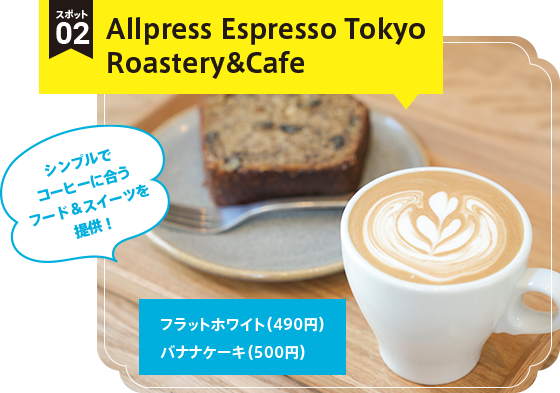 スポット
02
Allpress Espresso Tokyo
Roastery&Cafe
シンプルで
コーヒーに合う
フード&スイーツを
提供！
フラットホワイト(490円)
バナナケーキ(500円)